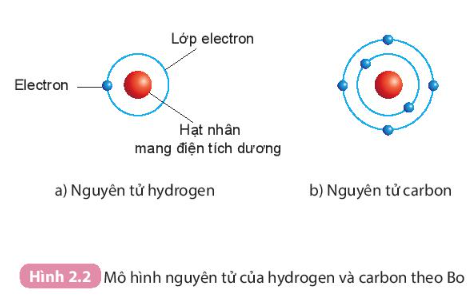 Lớp electron
Electron
Hạt nhân
mang điện tích dương
a) Nguyên tử hydrogen
b) Nguyên tử carbon
Hình 2.2 Mô hình nguyên tử của hydrogen và carbon theo Bo